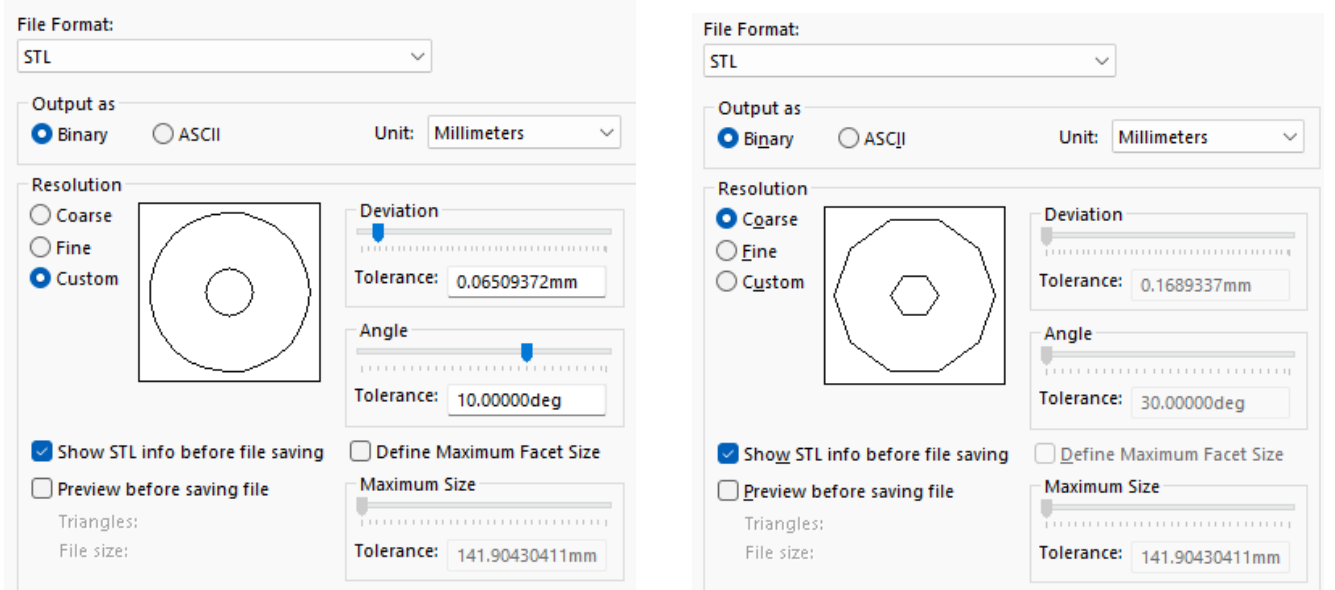 File Format:
STL
Output as
Binary ASCII Unit: Millimeters
Resolution
Coarse
Fine
Custom
Deviation
Tolerance: 0.06509372mm
Angle
Tolerance: 10.00000deg
Show STL info before file saving
Define Maximum Facet Size
Preview before saving file
Triangles:
File size:
Maximum Size
Tolerance: 141.90430411mm
File Format:
STL
Output as
Binary ASCII Unit: Millimeters
Resolution
Coarse
Fine
Custom
Deviation
Tolerance: 0.1689337mm
Angle
Tolerance: 30.00000deg
Show STL info before file saving
Define Maximum Facet Size
Preview before saving file
Triangles:
File size:
Maximum Size
Tolerance: 141.90430411mm